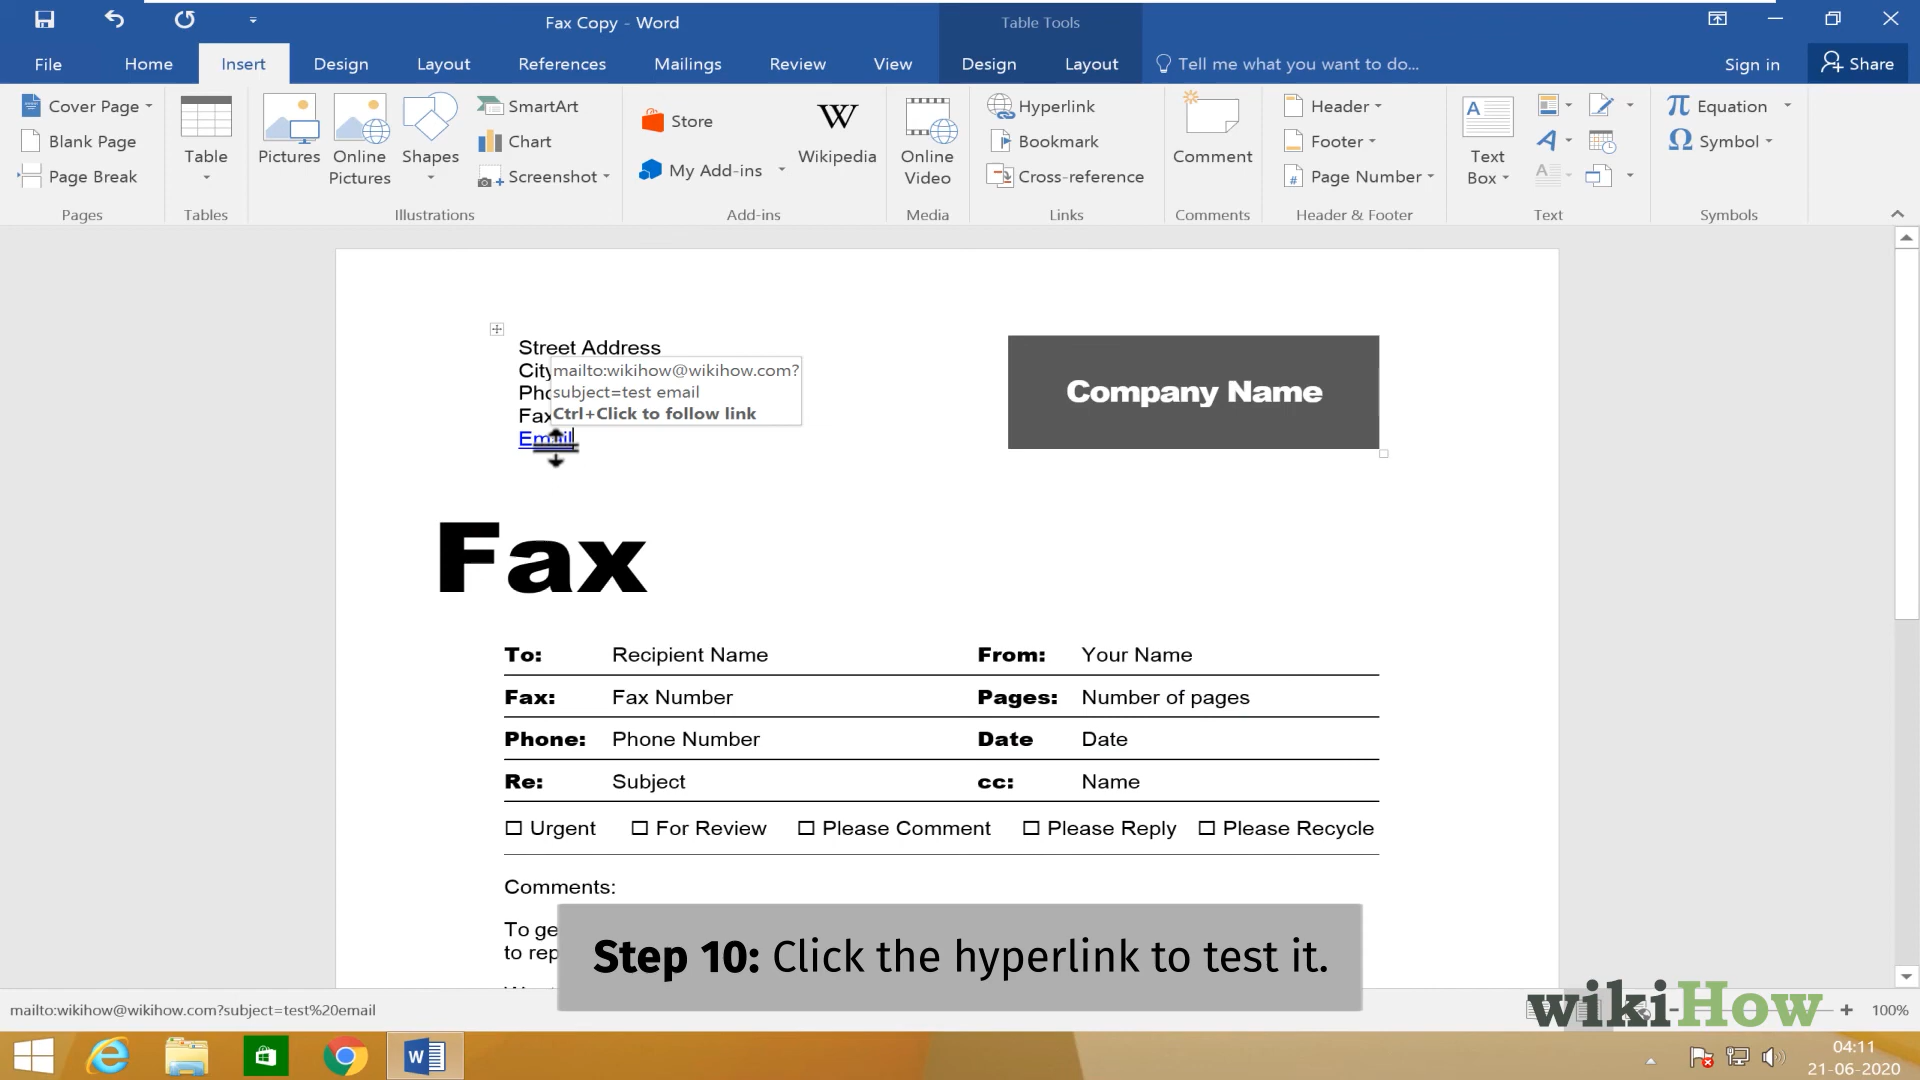 Fax Copy - Word
Table Tools
File
Home
Insert
Design
Layout
References
Mailings
Review
View
Design
Layout
Tell me what you want to do...
Sign in
Share
Cover Page
Blank Page
Page Break
Pages
Table
Tables
Pictures
Online
Pictures
Shapes
SmartArt
Chart
Screenshot
Illustrations
Store
My Add-ins
Wikipedia
Add-ins
Online
Video
Media
Hyperlink
Bookmark
Cross-reference
Links
Comment
Comments
Header
Footer
Page Number
Header & Footer
Text
Box
Text
Equation
Symbol
Symbols
Street Address
City
mailto:wikihow@wikihow.com?
subject=test email
Ctrl+Click to follow link
Fax
Email
Company Name
Fax
To: Recipient Name From: Your Name
Fax: Fax Number Pages: Number of pages
Phone: Phone Number Date Date
Re: Subject cc: Name
Urgent For Review Please Comment Please Reply Please Recycle
Comments:
Step 10: Click the hyperlink to test it.
wikiHow
mailto:wikihow@wikihow.com?subject=test%20email
100%
04:11
21-06-2020